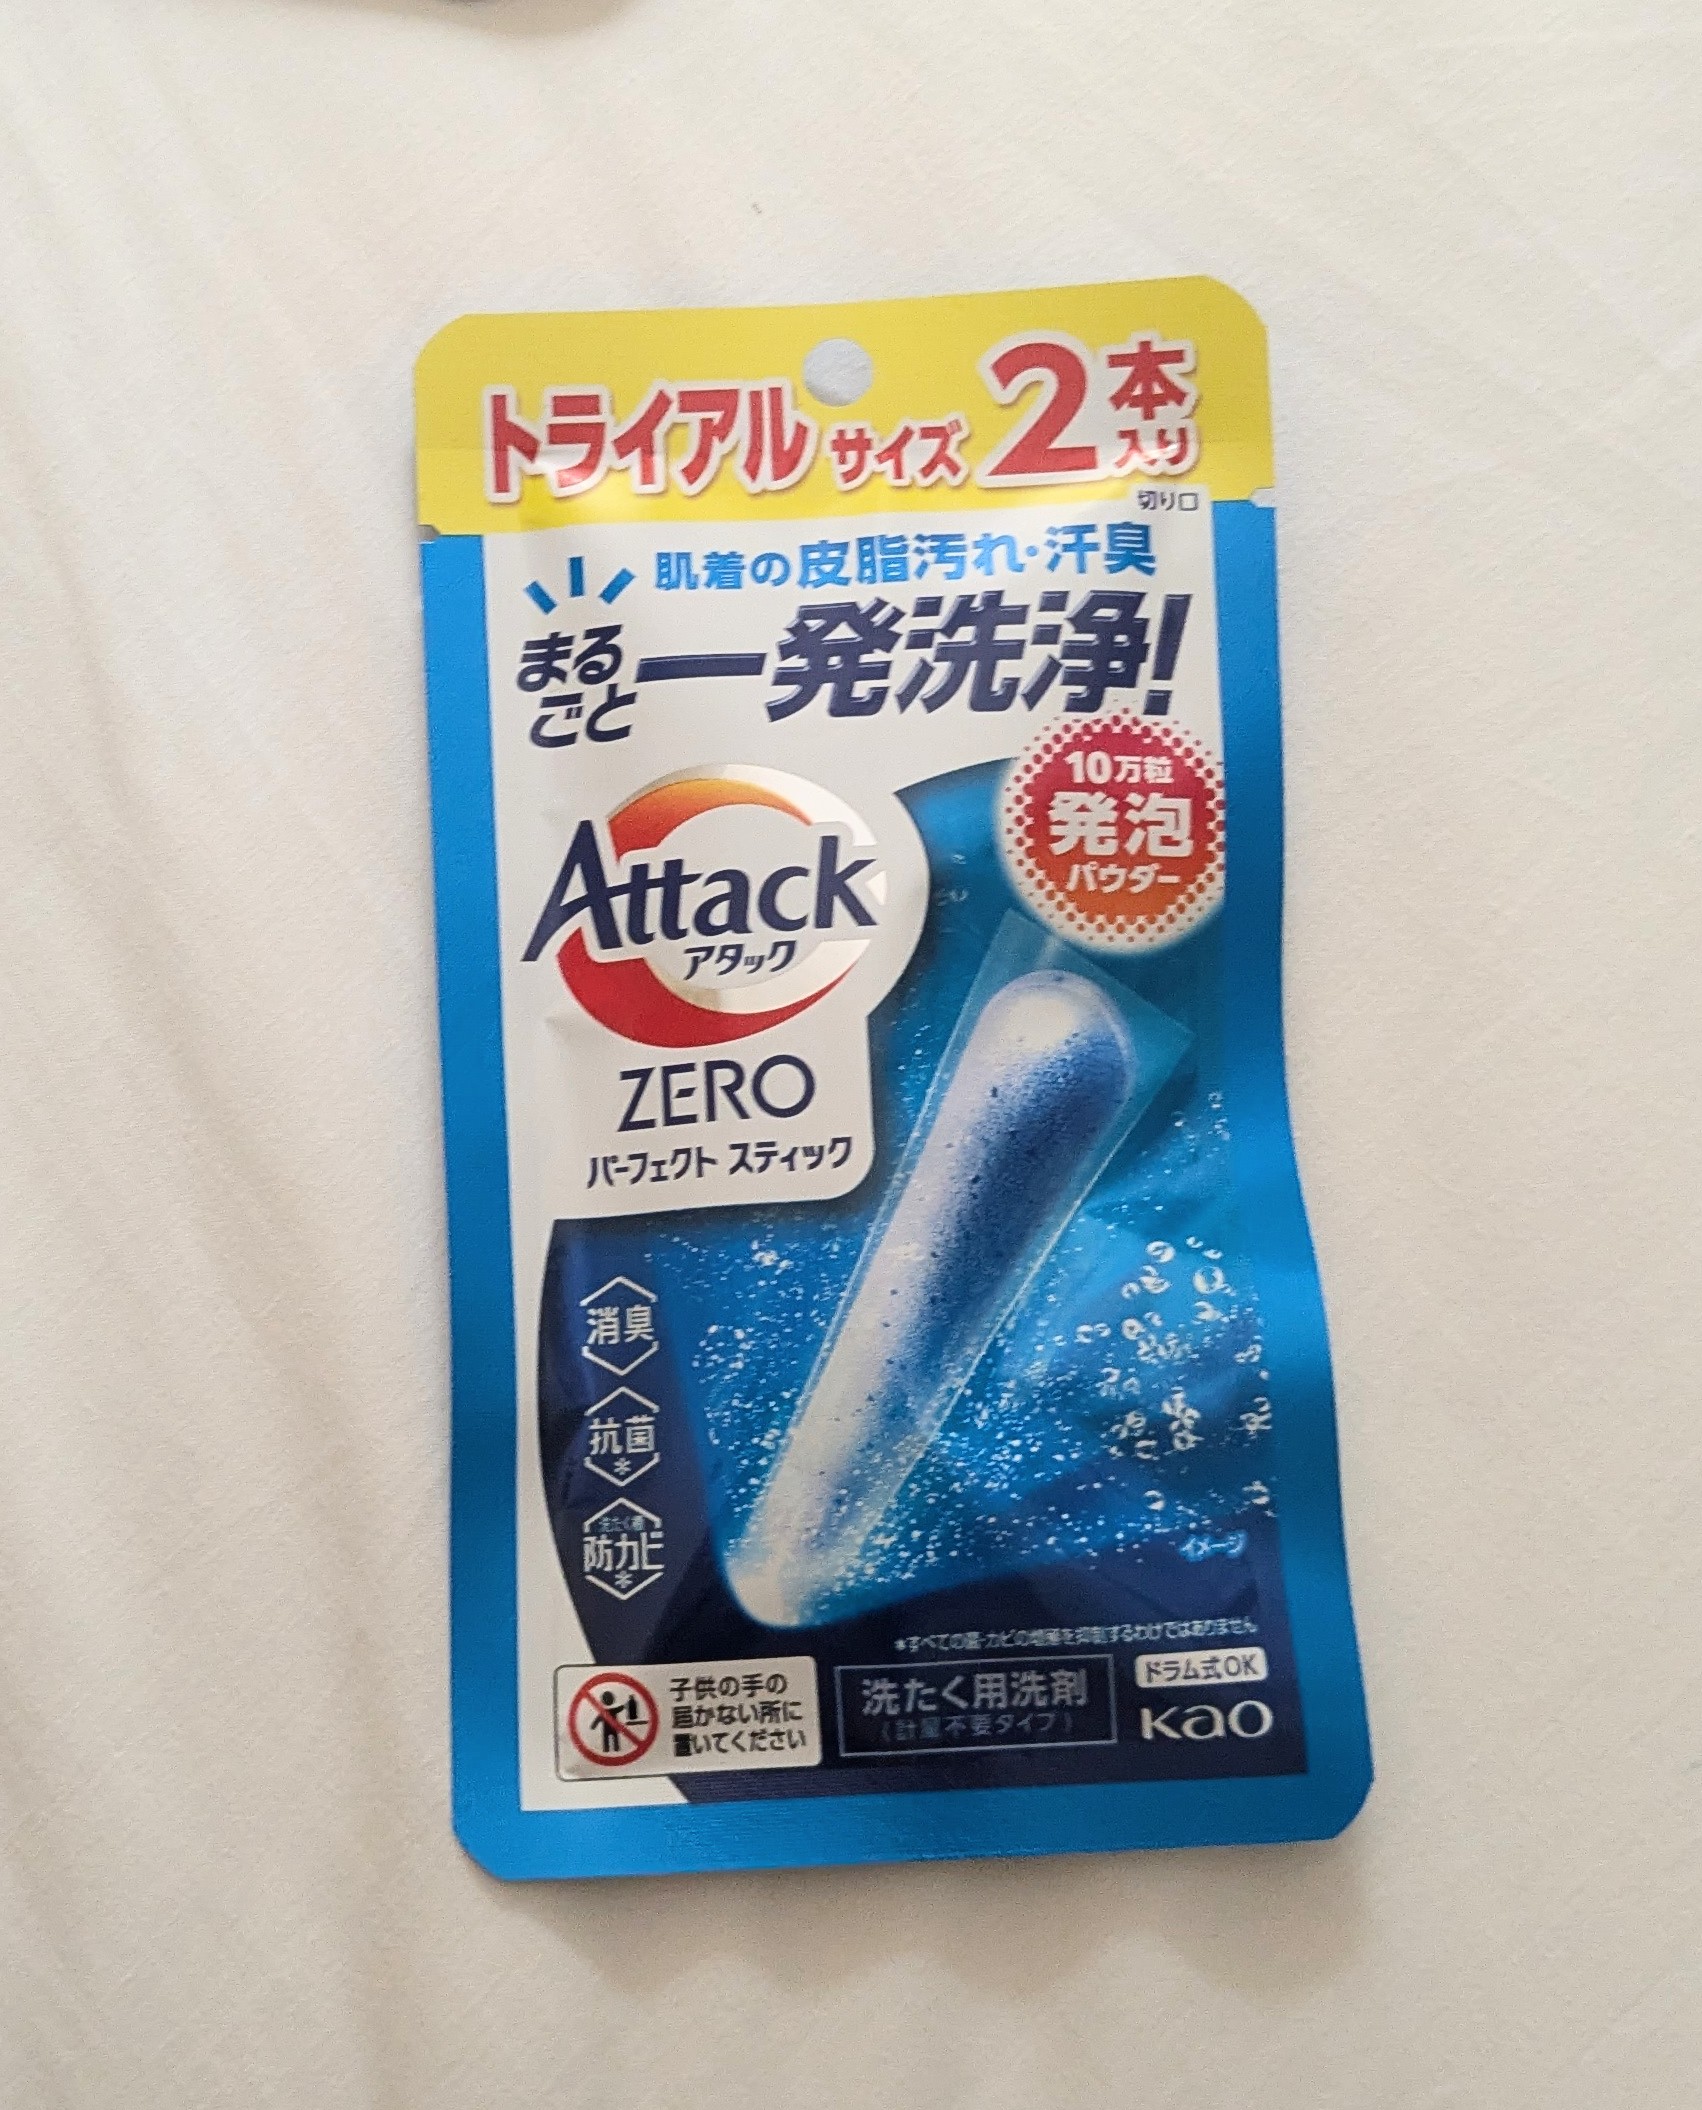 トライアル サイズ 2本入り
切り口
肌着の皮脂汚れ・汗臭
まるごと 一発洗浄!
10万粒
発泡
パウダー
Attack
アタック
ZERO
パーフェクト スティック
消臭
抗菌
*
洗たく槽
防カビ
*
イメージ
*すべての菌・カビの増殖を抑制するわけではありません
子供の手の
届かない所に
置いてください
洗たく用洗剤
(計量不要タイプ)
ドラム式OK
Kao